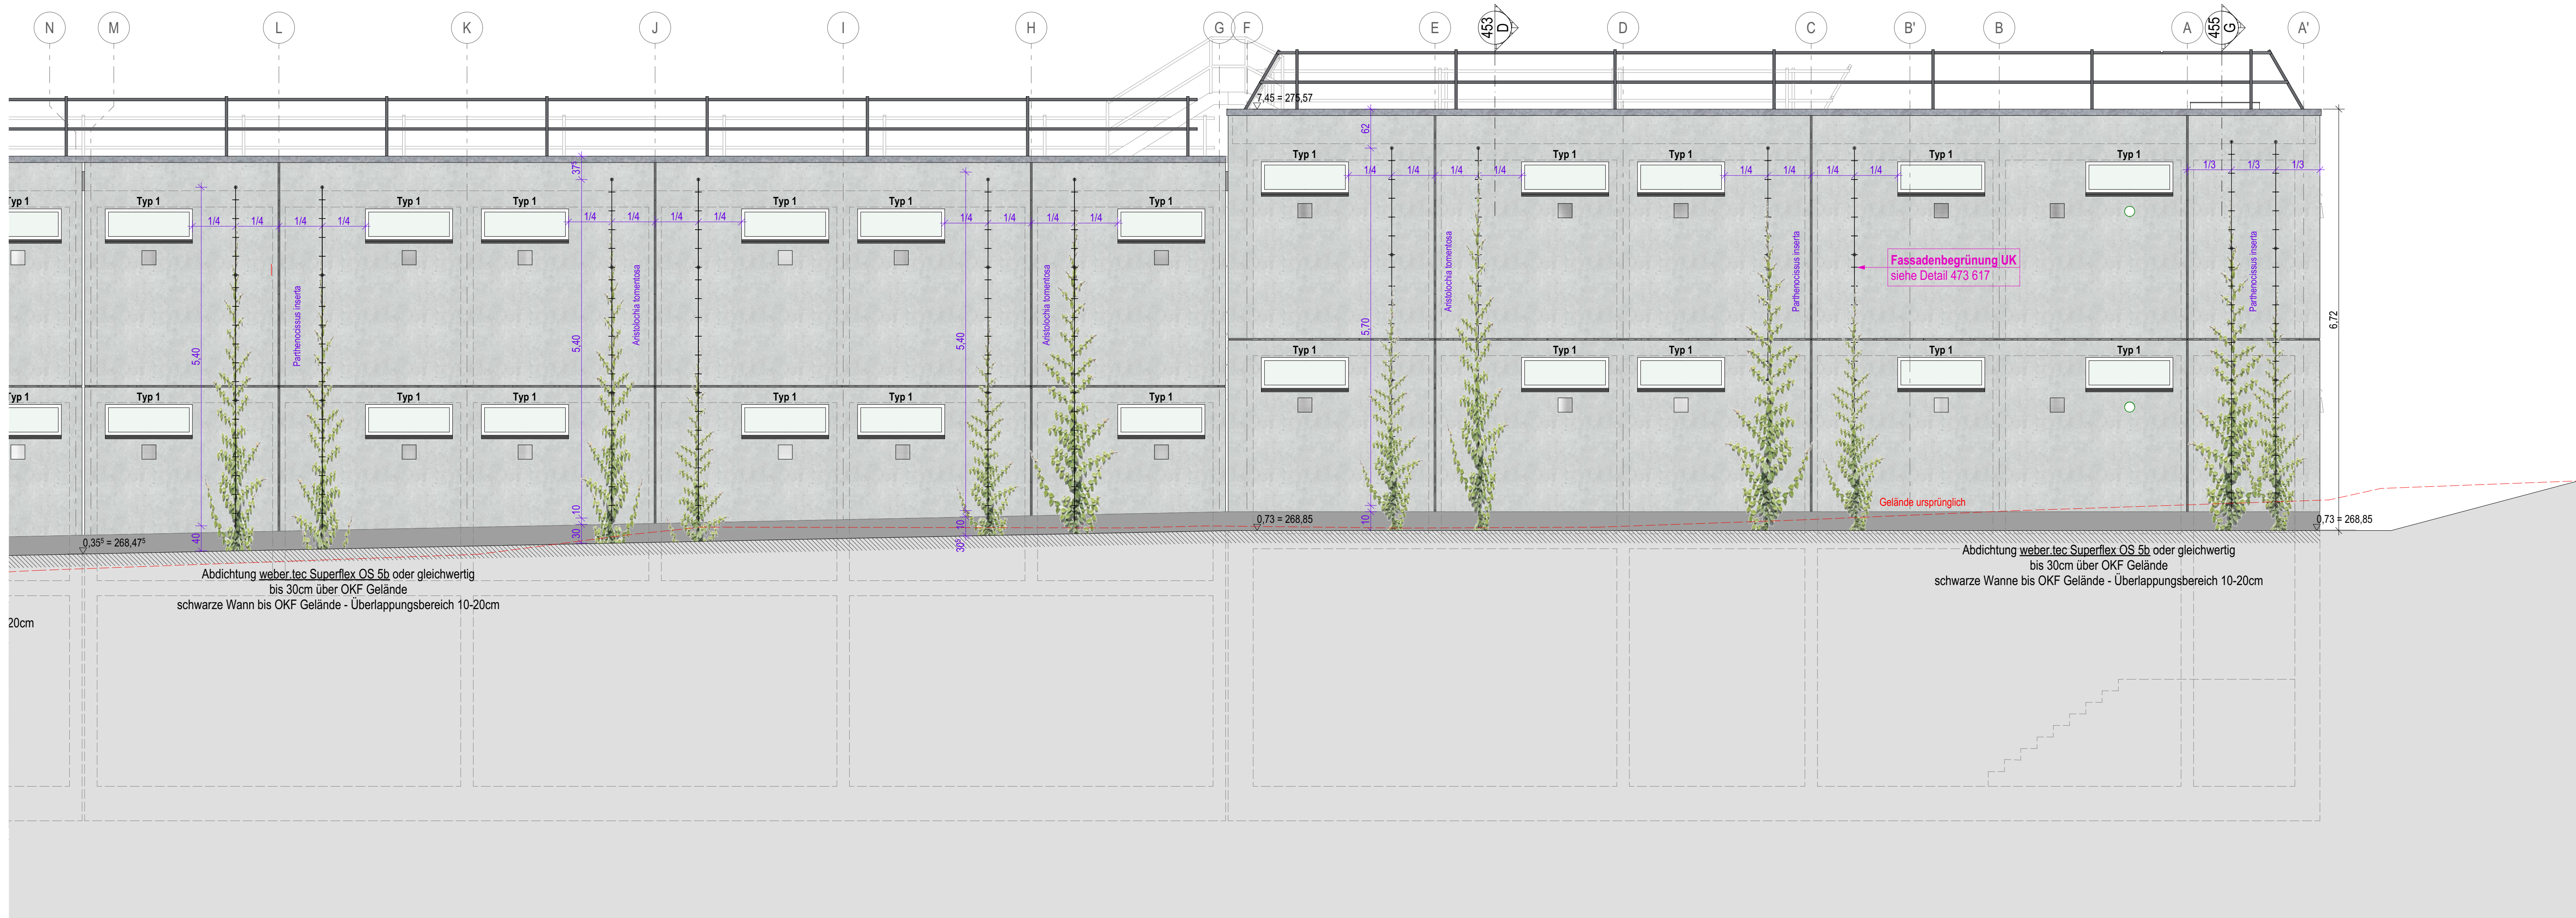 N
M
L
K
J
I
H
G
F
E
453
D
D
C
B'
B
A
455
G
A'
7,45 = 275,57
62
37⁵
Typ 1
Typ 1
Typ 1
Typ 1
Typ 1
Typ 1
1/4
1/4
1/4
1/4
1/4
1/4
1/4
1/4
1/3
1/3
1/3
Typ 1
Typ 1
Typ 1
Typ 1
Typ 1
Typ 1
Typ 1
1/4
1/4
1/4
1/4
1/4
1/4
1/4
1/4
1/4
1/4
1/4
1/4
Parthenocissus inserta
Aristolochia tomentosa
Aristolochia tomentosa
Aristolochia tomentosa
Parthenocissus inserta
Parthenocissus inserta
Fassadenbegrünung UK
siehe Detail 473 617
5,40
5,40
5,40
5,70
6,72
Typ 1
Typ 1
Typ 1
Typ 1
Typ 1
Typ 1
Typ 1
Typ 1
Typ 1
Typ 1
Typ 1
Typ 1
Typ 1
Gelände ursprünglich
40
10
30
10
30⁵
10
0,35⁵ = 268,47⁵
0,73 = 268,85
0,73 = 268,85
Abdichtung weber.tec Superflex OS 5b oder gleichwertig
bis 30cm über OKF Gelände
schwarze Wann bis OKF Gelände - Überlappungsbereich 10-20cm
Abdichtung weber.tec Superflex OS 5b oder gleichwertig
bis 30cm über OKF Gelände
schwarze Wanne bis OKF Gelände - Überlappungsbereich 10-20cm
20cm